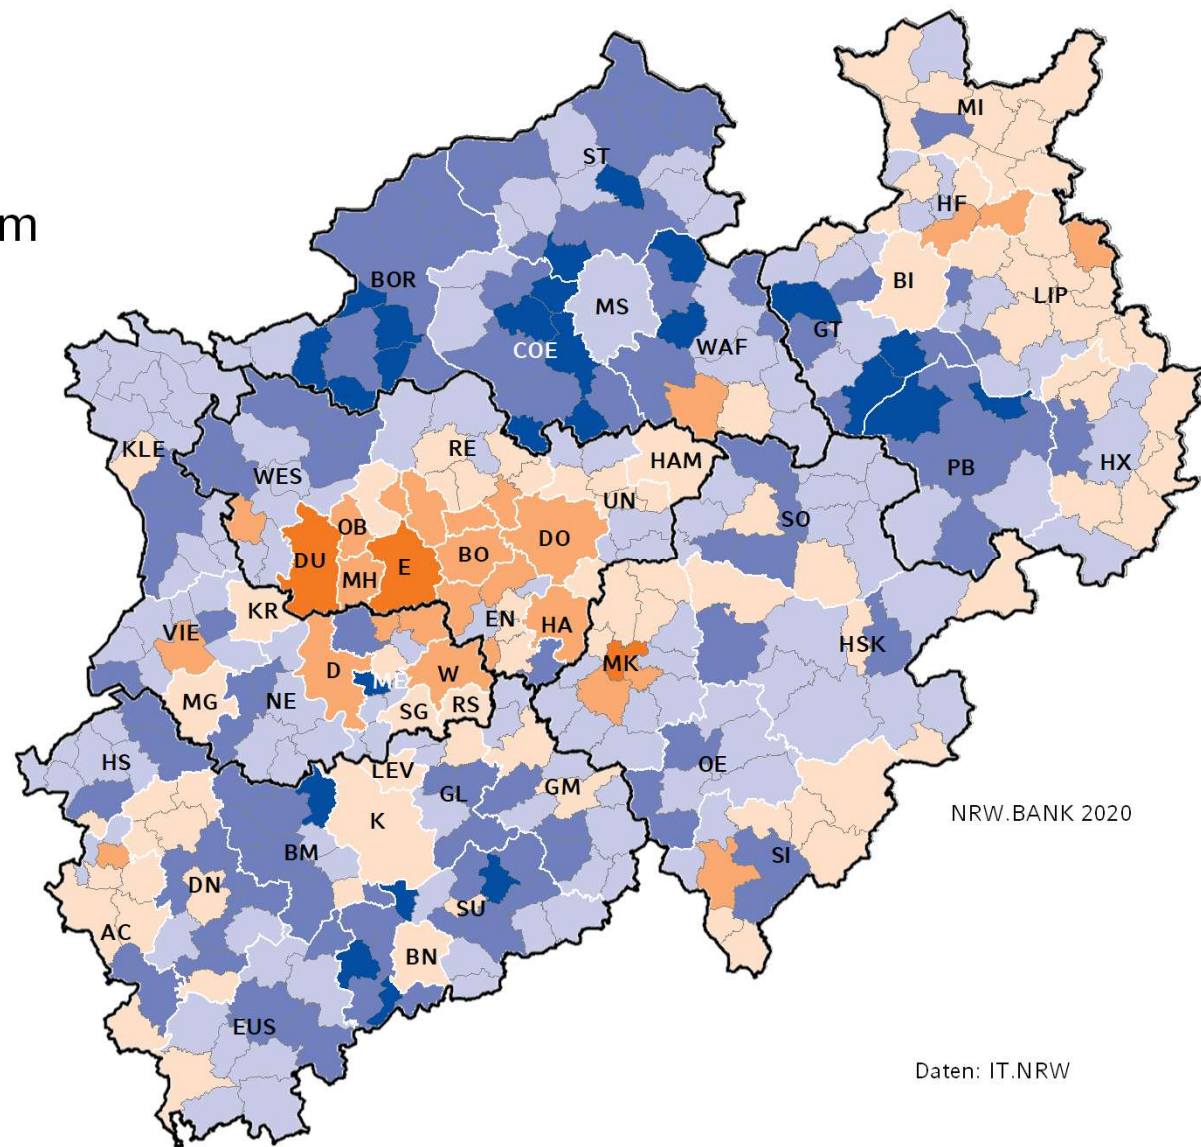 m
MI
ST
HF
BOR
BI
LIP
MS
GT
COE
WAF
KLE
RE
HAM
WES
PB
HX
UN
SO
OB
DO
DU
E
BO
MH
KR
EN
HA
VIE
HSK
D
MK
ME
W
MG
NE
SG
RS
HS
LEV
OE
GL
GM
K
NRW.BANK 2020
BM
SI
DN
SU
AC
BN
EUS
Daten: IT.NRW